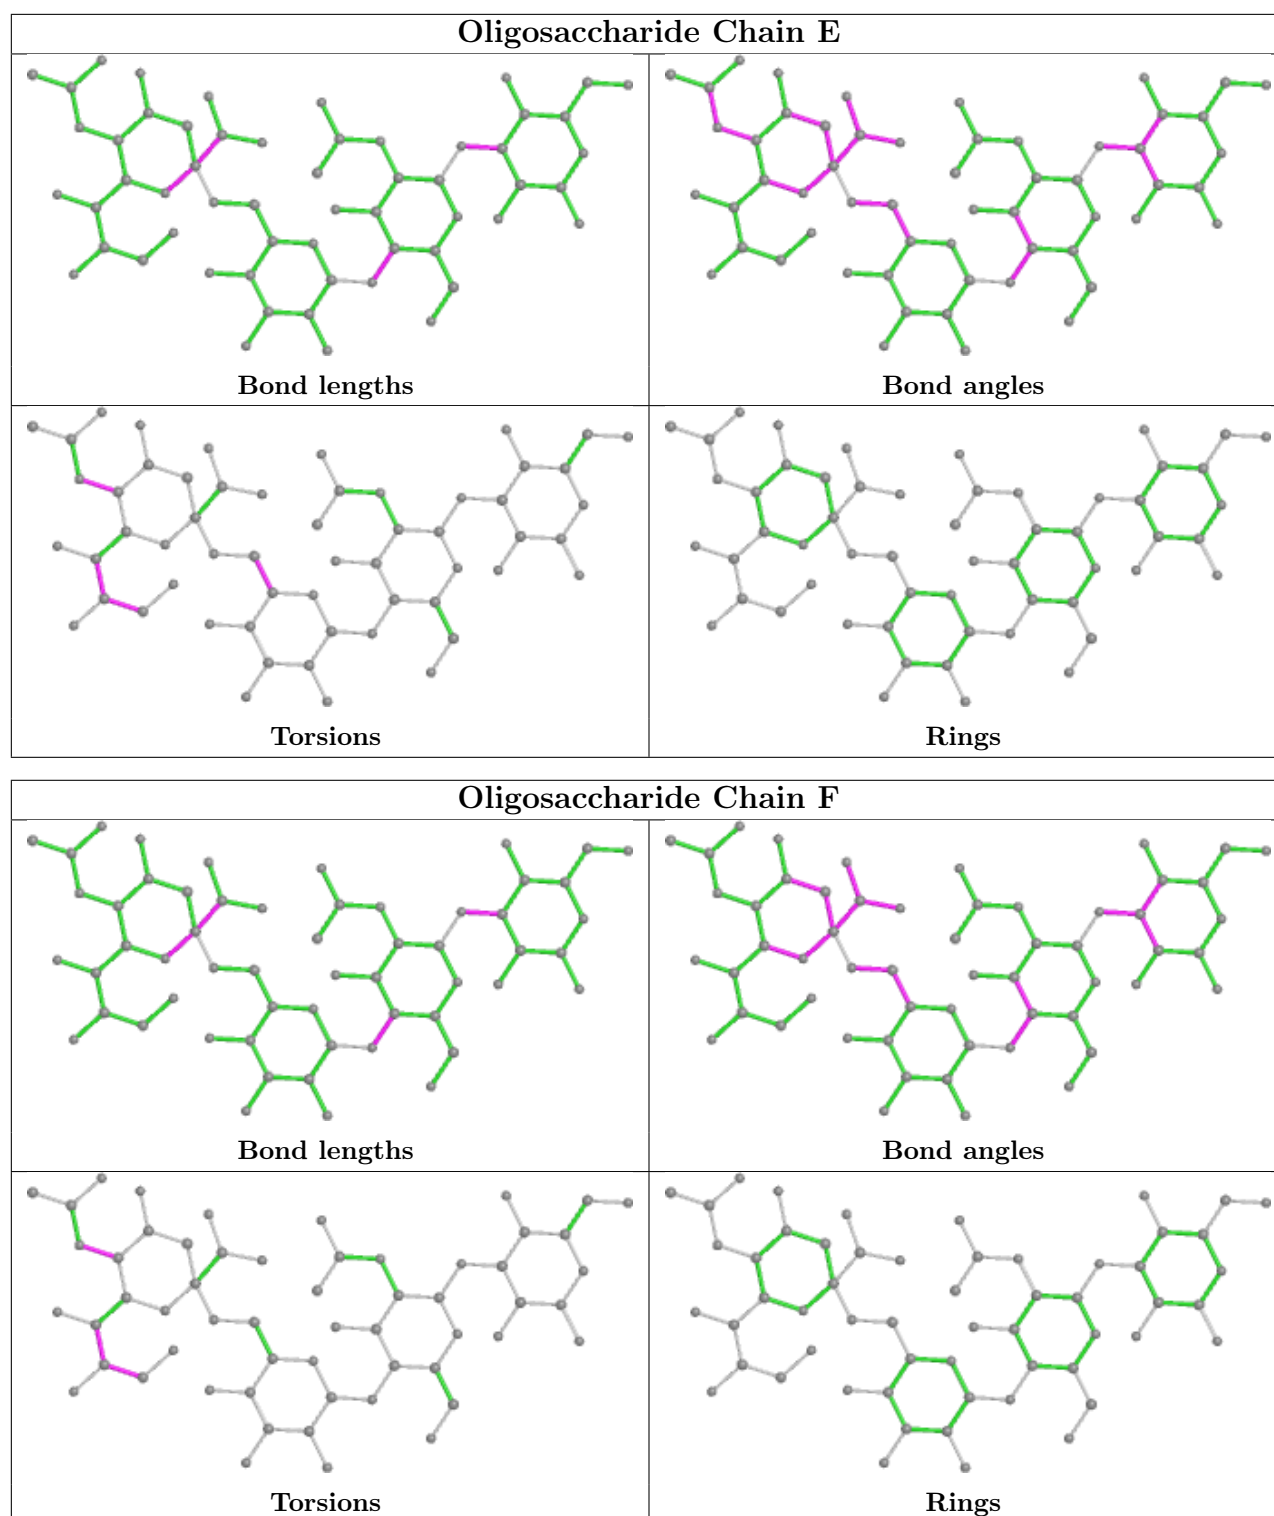 Oligosaccharide Chain E
Bond lengths
Bond angles
Torsions
Rings
Oligosaccharide Chain F
Bond lengths
Bond angles
Torsions
Rings